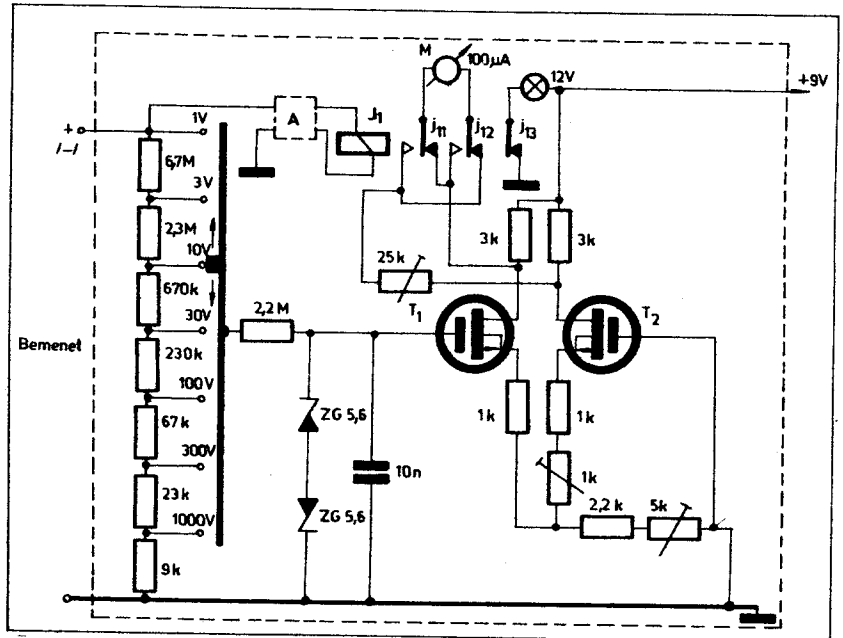 M
100μA
12V
+9V
1V
A
J1
j11
j12
j13
+
/-/
6,7M
3V
2,3M
10V
3k
3k
25k
670k
T1
T2
30V
2,2M
Bemenet
230k
100V
ZG 5,6
1k
1k
67k
300V
10n
1k
23k
ZG 5,6
2,2k
5k
1000V
9k